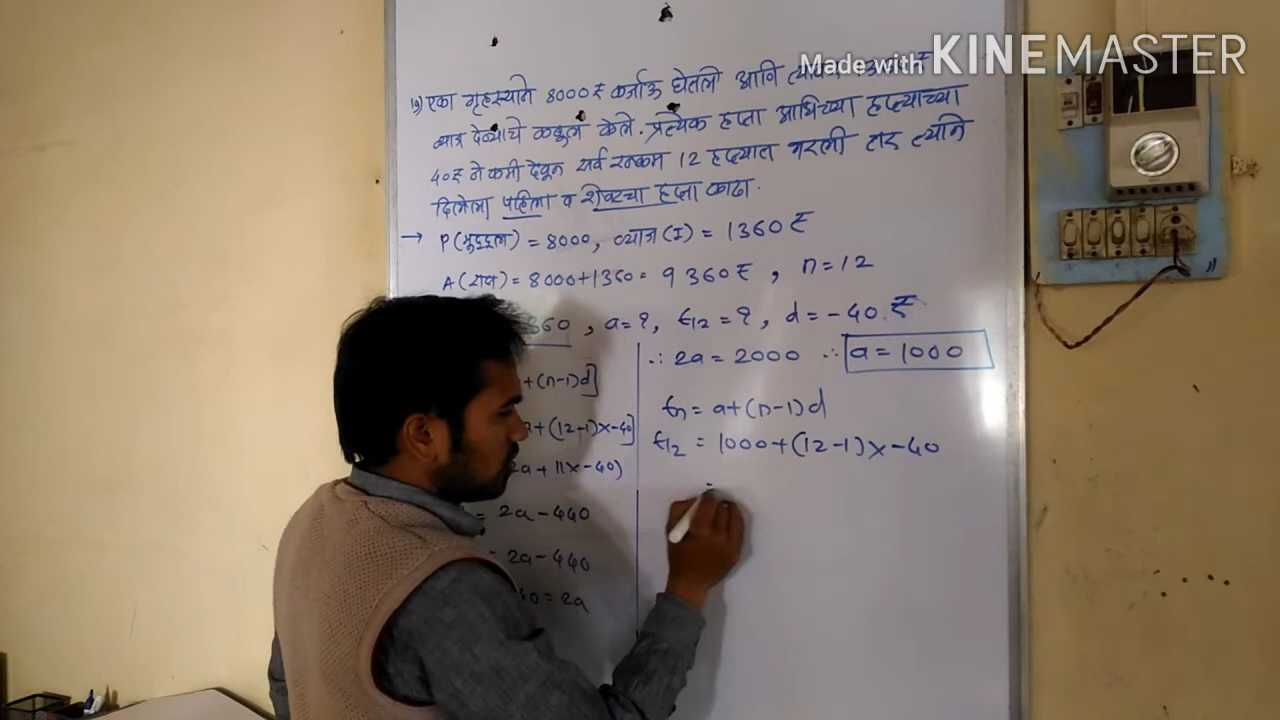 Made with KINEMASTER
७) एका गृहस्थाने 8000 ₹ कर्जाऊ घेतली आणि त्यावर ₹
व्याज देण्याचे कबूल केले. प्रत्येक हप्ता आधिच्या हप्त्याच्या
40 ₹ ने कमी देवून सर्व रक्कम 12 हप्त्यात भरली तर त्याने
दिलेला पहिला व शेवटचा हप्ता काढा.
→ P(मुद्दल) = 8000, व्याज (I) = 1360 ₹
A (राव) = 8000+1360 = 9360 ₹, n = 12
360, a = ?, t12 = ?, d = -40. ₹
+(n-1)d]
+(12-1)x-40]
2a + 11x-40)
= 2a - 440
= 2a - 440
= 2a
∴ 2a = 2000 ∴ a = 1000
tn = a+(n-1)d
t12 = 1000+(12-1)x-40
=